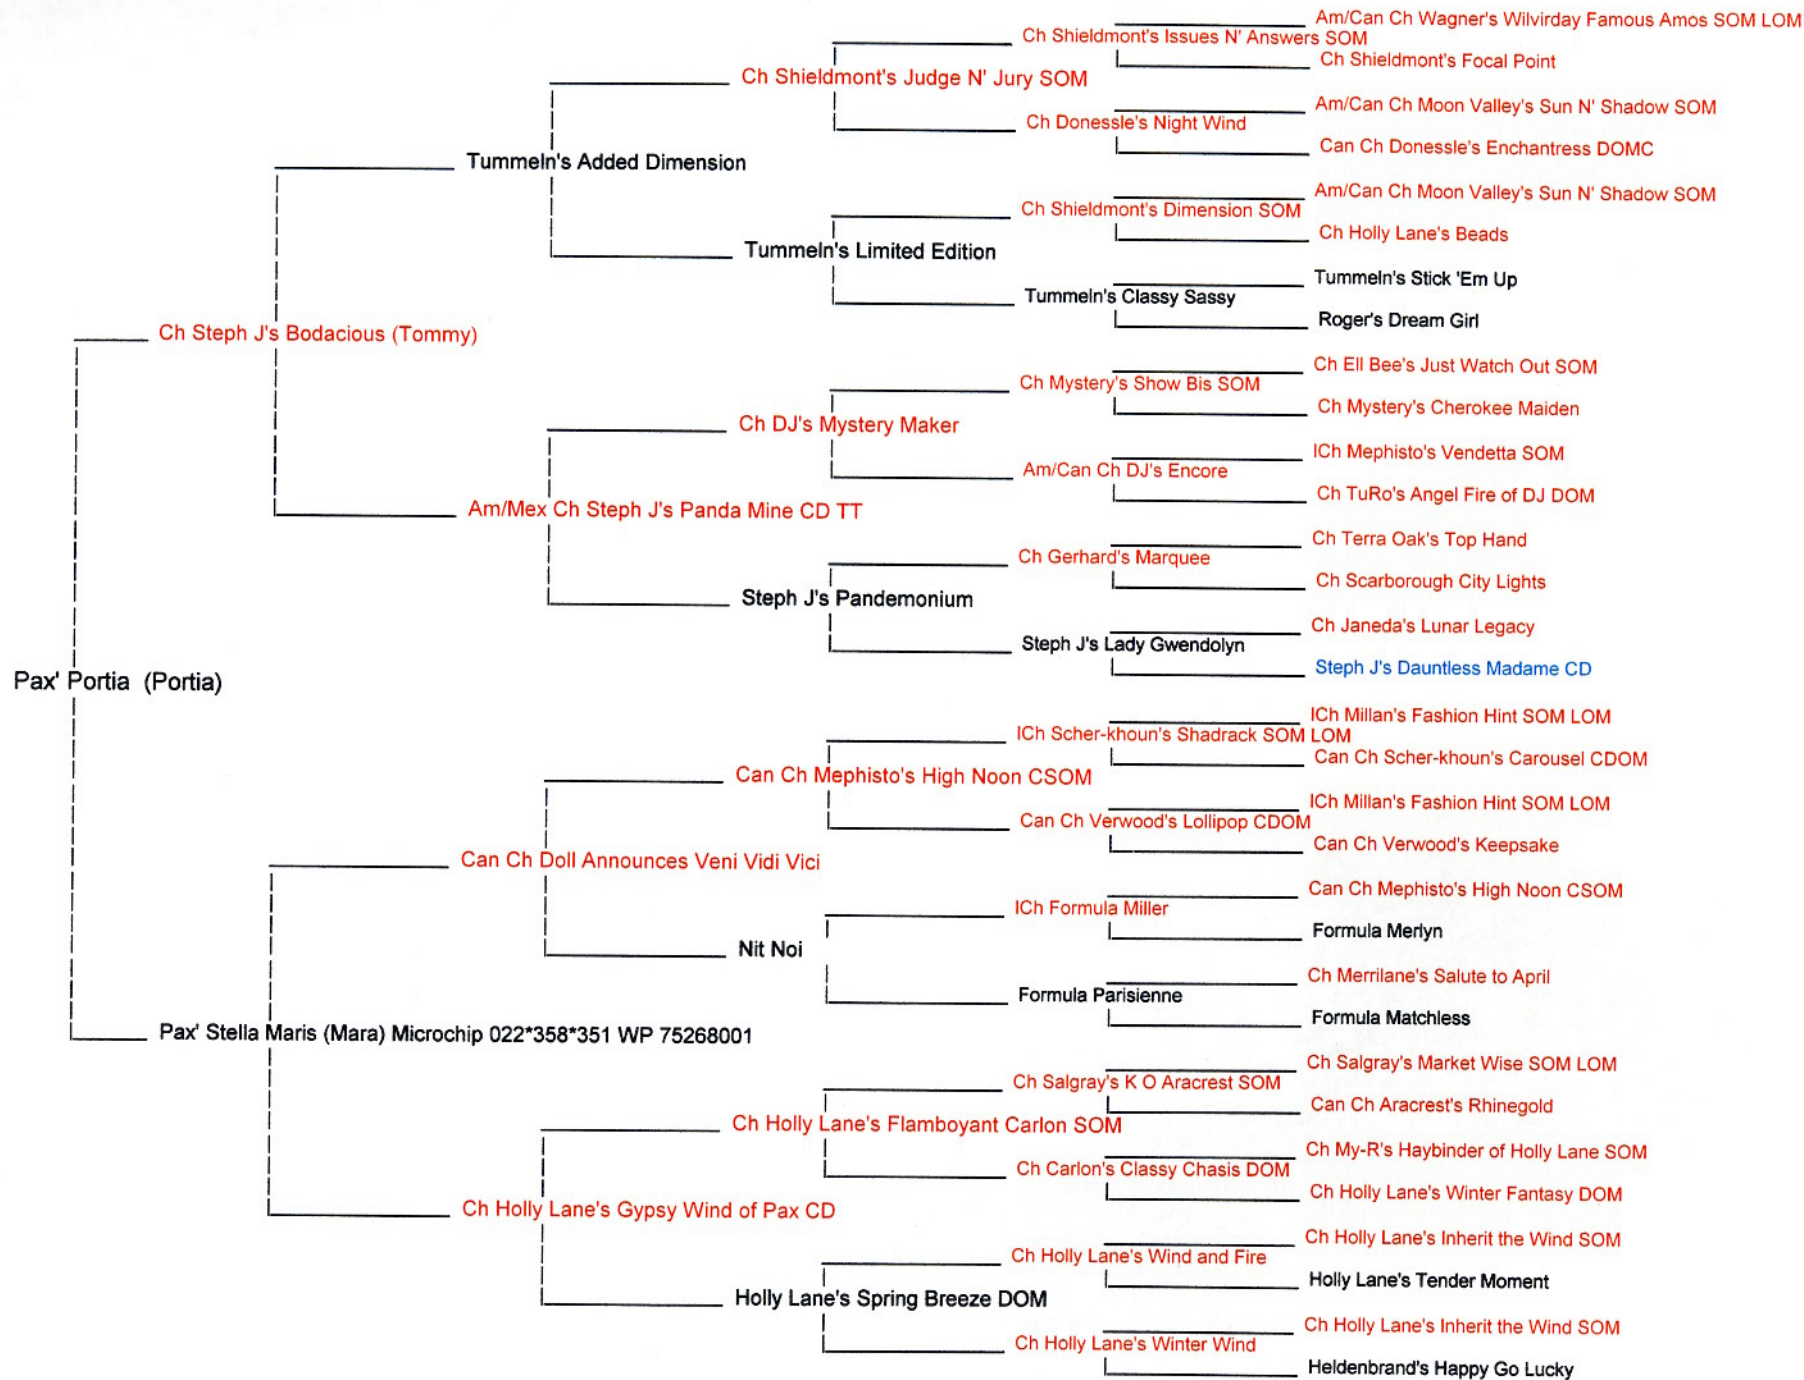 Am/Can Ch Wagner's Wilvirday Famous Amos SOM LOM
Ch Shieldmont's Issues N' Answers SOM
Ch Shieldmont's Focal Point
Ch Shieldmont's Judge N' Jury SOM
Am/Can Ch Moon Valley's Sun N' Shadow SOM
Ch Donessle's Night Wind
Can Ch Donessle's Enchantress DOMC
Tummeln's Added Dimension
Am/Can Ch Moon Valley's Sun N' Shadow SOM
Ch Shieldmont's Dimension SOM
Ch Holly Lane's Beads
Tummeln's Limited Edition
Tummeln's Stick 'Em Up
Tummeln's Classy Sassy
Roger's Dream Girl
Ch Steph J's Bodacious (Tommy)
Ch Ell Bee's Just Watch Out SOM
Ch Mystery's Show Bis SOM
Ch Mystery's Cherokee Maiden
Ch DJ's Mystery Maker
ICh Mephisto's Vendetta SOM
Am/Can Ch DJ's Encore
Ch TuRo's Angel Fire of DJ DOM
Am/Mex Ch Steph J's Panda Mine CD TT
Ch Terra Oak's Top Hand
Ch Gerhard's Marquee
Ch Scarborough City Lights
Steph J's Pandemonium
Ch Janeda's Lunar Legacy
Steph J's Lady Gwendolyn
Steph J's Dauntless Madame CD
Pax' Portia (Portia)
ICh Millan's Fashion Hint SOM LOM
ICh Scher-khoun's Shadrack SOM LOM
Can Ch Scher-khoun's Carousel CDOM
Can Ch Mephisto's High Noon CSOM
ICh Millan's Fashion Hint SOM LOM
Can Ch Verwood's Lollipop CDOM
Can Ch Verwood's Keepsake
Can Ch Doll Announces Veni Vidi Vici
Can Ch Mephisto's High Noon CSOM
ICh Formula Miller
Formula Merlyn
Nit Noi
Ch Merrilane's Salute to April
Formula Parisienne
Formula Matchless
Pax' Stella Maris (Mara) Microchip 022*358*351 WP 75268001
Ch Salgray's Market Wise SOM LOM
Ch Salgray's K O Aracrest SOM
Can Ch Aracrest's Rhinegold
Ch Holly Lane's Flamboyant Carlon SOM
Ch My-R's Haybinder of Holly Lane SOM
Ch Carlon's Classy Chasis DOM
Ch Holly Lane's Winter Fantasy DOM
Ch Holly Lane's Gypsy Wind of Pax CD
Ch Holly Lane's Inherit the Wind SOM
Ch Holly Lane's Wind and Fire
Holly Lane's Tender Moment
Holly Lane's Spring Breeze DOM
Ch Holly Lane's Inherit the Wind SOM
Ch Holly Lane's Winter Wind
Heldenbrand's Happy Go Lucky